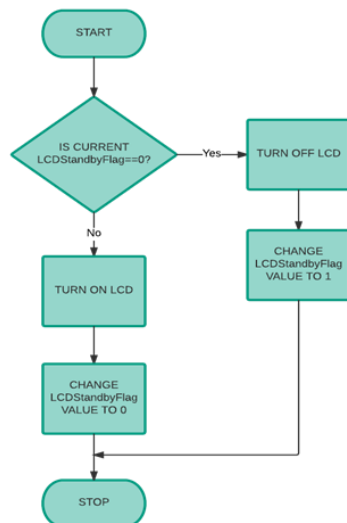 START
IS CURRENT
LCDStandbyFlag==0?
Yes
TURN OFF LCD
CHANGE
LCDStandbyFlag
VALUE TO 1
No
TURN ON LCD
CHANGE
LCDStandbyFlag
VALUE TO 0
STOP